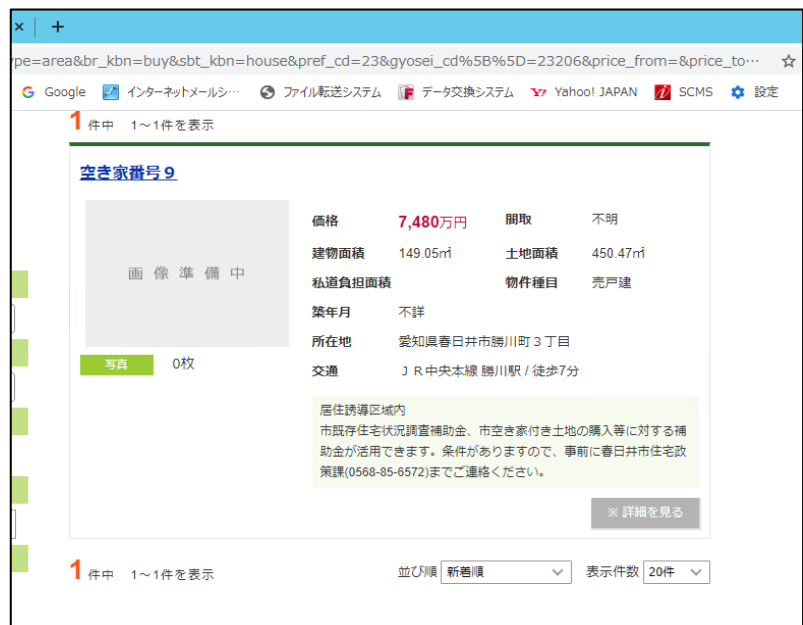 × +
pe=area&br_kbn=buy&sbt_kbn=house&pref_cd=23&gyosei_cd%5B%5D=23206&price_from=&price_to… ☆
G Google インターネットメールシ… ファイル転送システム データ交換システム Y! Yahoo! JAPAN SCMS 設定
1 件中 1～1件を表示
空き家番号９
画像準備中
写真 0枚
価格 7,480万円 間取 不明
建物面積 149.05㎡ 土地面積 450.47㎡
私道負担面積 物件種目 売戸建
築年月 不詳
所在地 愛知県春日井市勝川町３丁目
交通 ＪＲ中央本線 勝川駅 / 徒歩7分
居住誘導区域内
市既存住宅状況調査補助金、市空き家付き土地の購入等に対する補
助金が活用できます。条件がありますので、事前に春日井市住宅政
策課(0568-85-6572)までご連絡ください。
※ 詳細を見る
1 件中 1～1件を表示 並び順 新着順 表示件数 20件